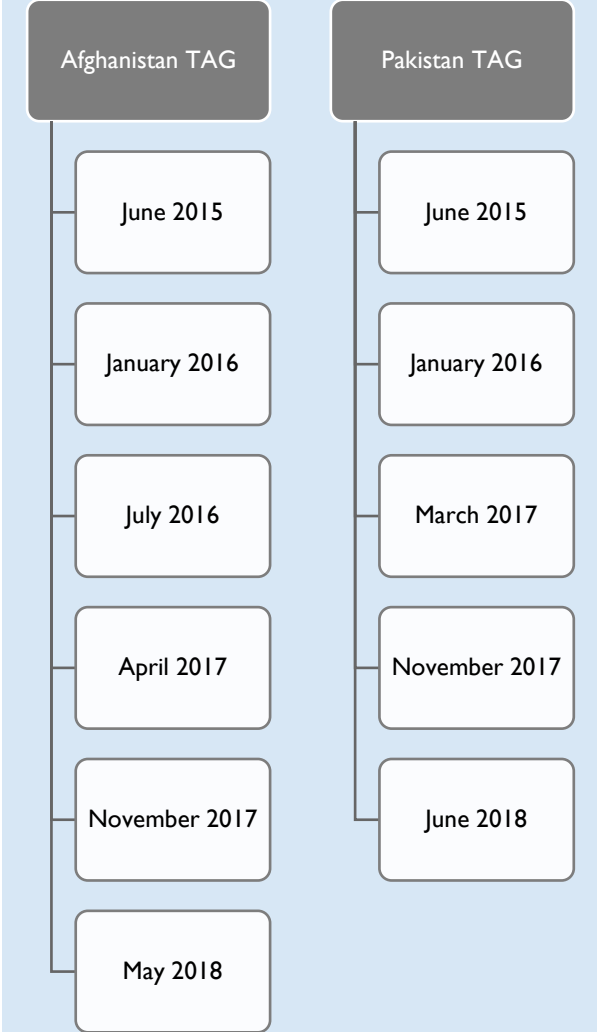 Afghanistan TAG
June 2015
January 2016
July 2016
April 2017
November 2017
May 2018
Pakistan TAG
June 2015
January 2016
March 2017
November 2017
June 2018